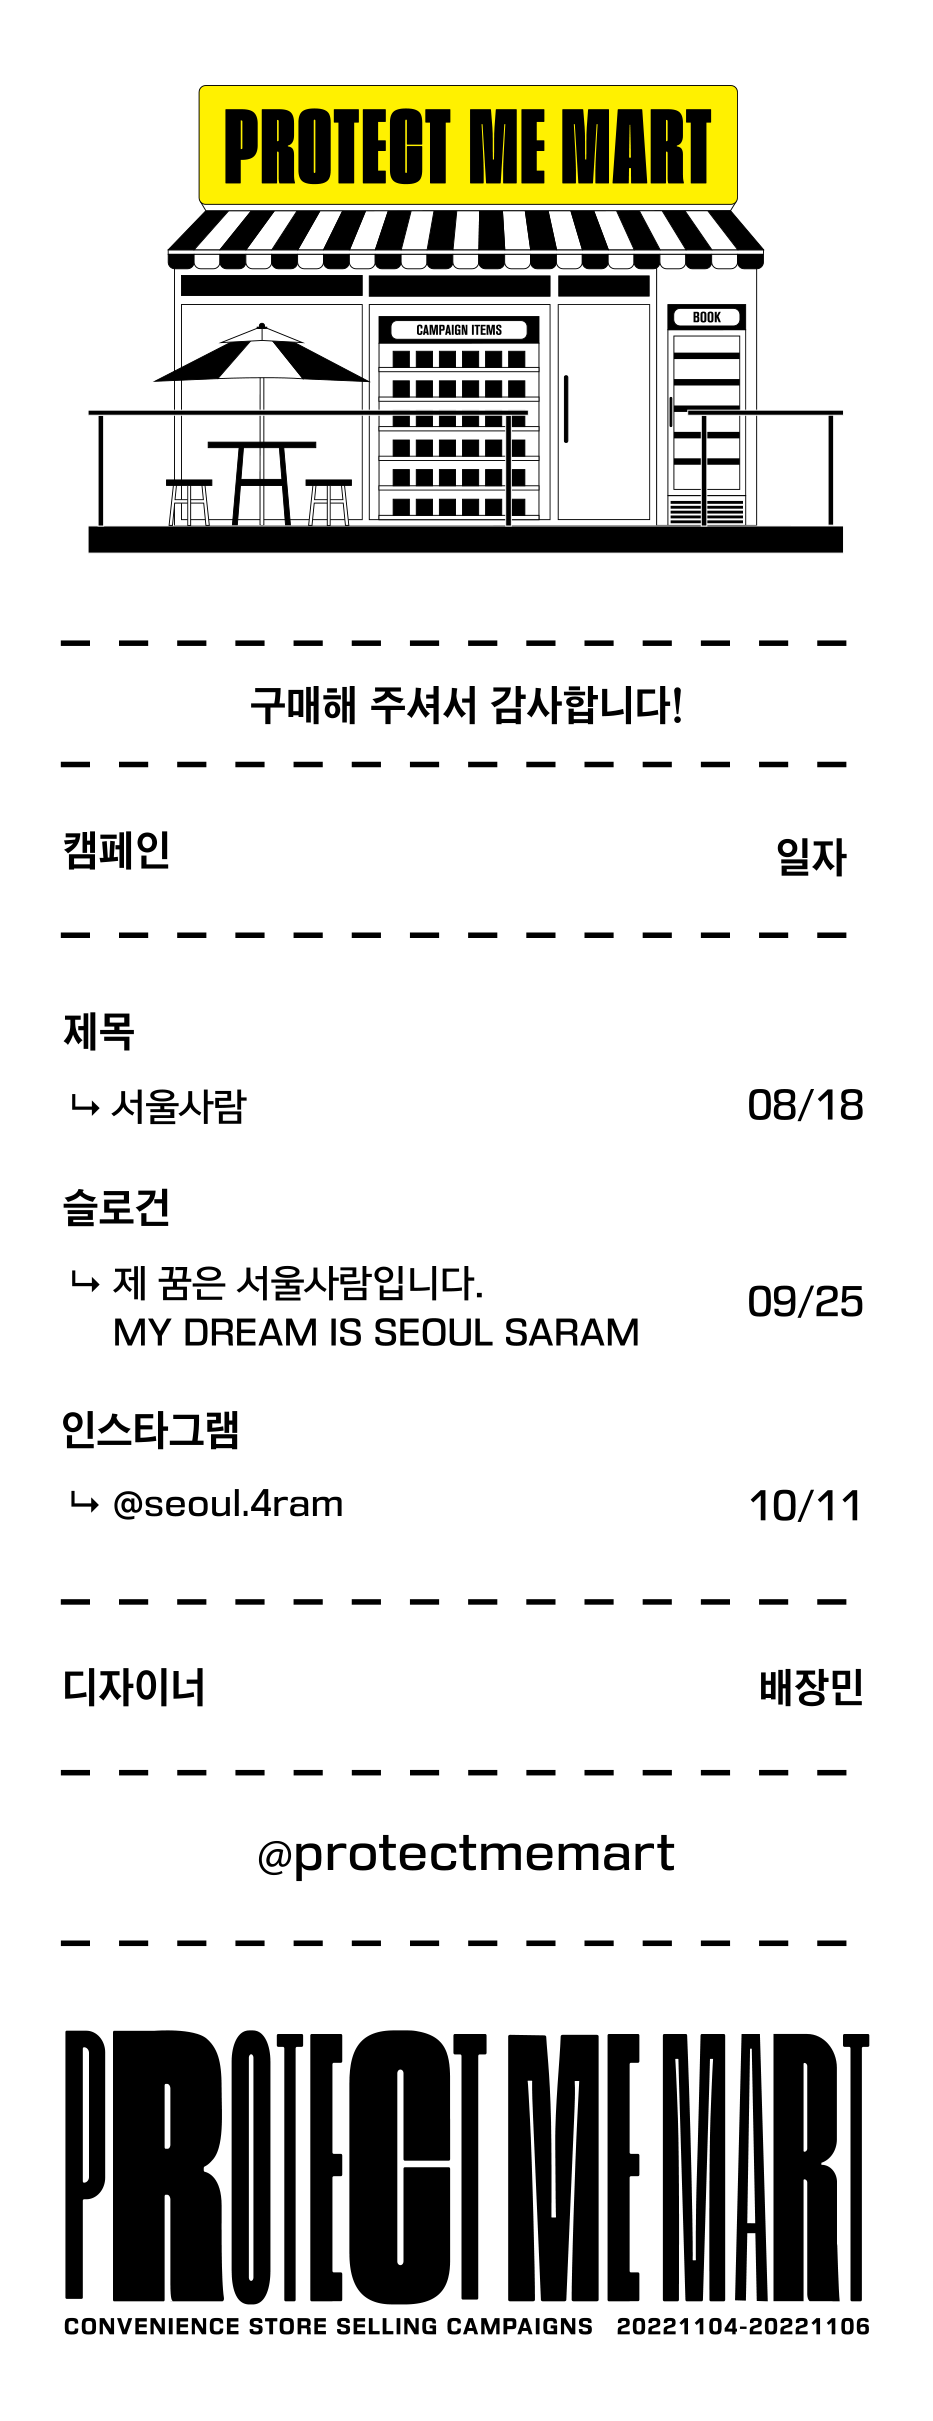 PROTECT ME MART
CAMPAIGN ITEMS
BOOK
구매해 주셔서 감사합니다!
캠페인 일자
제목
↳ 서울사람 08/18
슬로건
↳ 제 꿈은 서울사람입니다.
MY DREAM IS SEOUL SARAM 09/25
인스타그램
↳ @seoul.4ram 10/11
디자이너 배장민
@protectmemart
PROTECT ME MART
CONVENIENCE STORE SELLING CAMPAIGNS 20221104-20221106